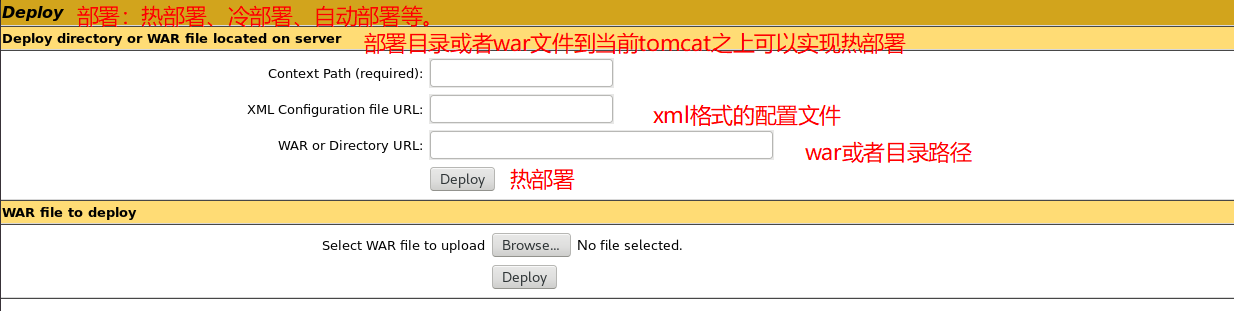 Deploy 部署：热部署、冷部署、自动部署等。
Deploy directory or WAR file located on server 部署目录或者war文件到当前tomcat之上可以实现热部署
Context Path (required):
XML Configuration file URL: xml格式的配置文件
WAR or Directory URL: war或者目录路径
Deploy 热部署
WAR file to deploy
Select WAR file to upload Browse... No file selected.
Deploy